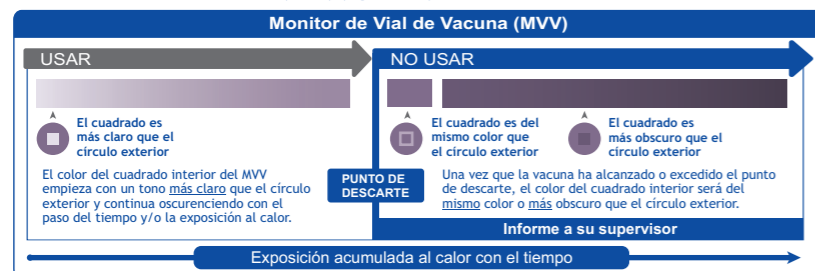 Monitor de Vial de Vacuna (MVV)
USAR
El cuadrado es
más claro que el
círculo exterior
El color del cuadrado interior del MVV
empieza con un tono más claro que el círculo
exterior y continua oscureciendo con el
paso del tiempo y/o la exposición al calor.
PUNTO DE
DESCARTE
NO USAR
El cuadrado es del
mismo color que
el círculo exterior
El cuadrado es
más obscuro que el
círculo exterior
Una vez que la vacuna ha alcanzado o excedido el punto
de descarte, el color del cuadrado interior será del
mismo color o más obscuro que el círculo exterior.
Informe a su supervisor
Exposición acumulada al calor con el tiempo